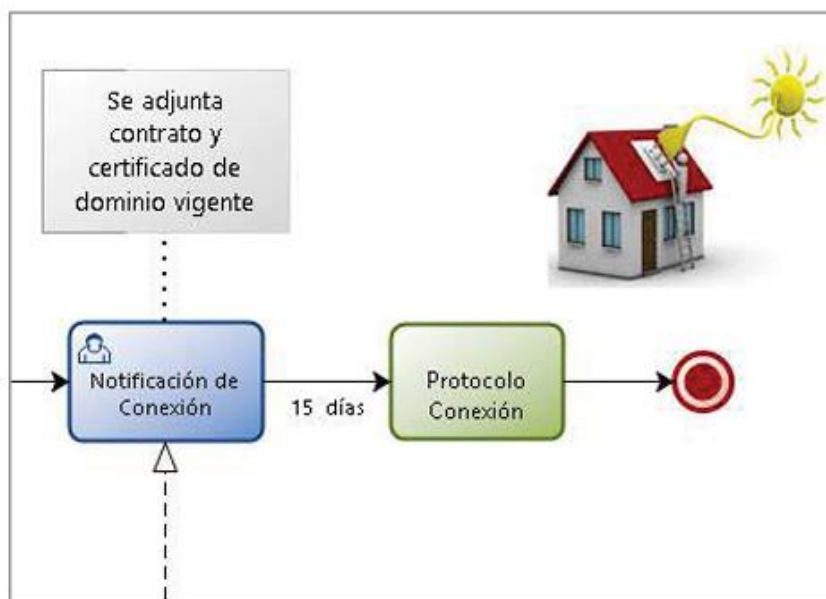 Se adjunta
contrato y
certificado de
dominio vigente
Notificación de
Conexión
15 días
Protocolo
Conexión